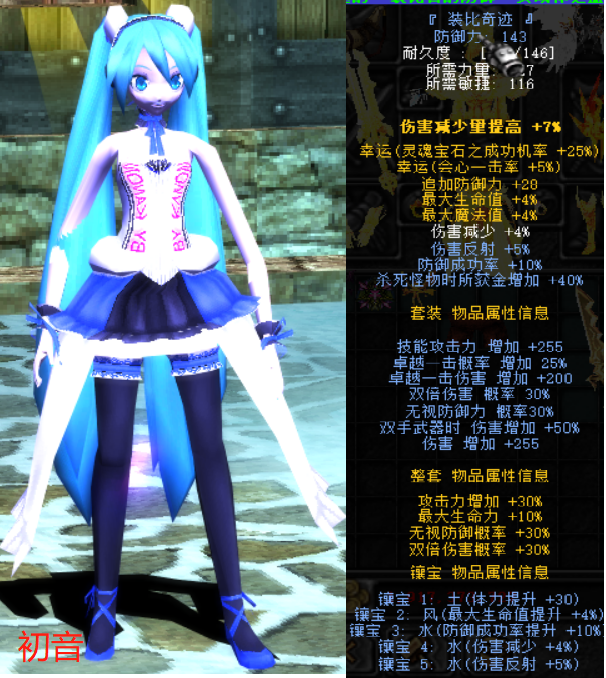 初音
『 装比奇迹 』
防御力: 143
耐久度 : [ /146]
所需力量: 7
所需敏捷: 116
伤害减少量提高 +7%
幸运(灵魂宝石之成功机率 +25%)
幸运(会心一击率 +5%)
追加防御力 +28
最大生命值 +4%
最大魔法值 +4%
伤害减少 +4%
伤害反射 +5%
防御成功率 +10%
杀死怪物时所获金增加 +40%
套装 物品属性信息
技能攻击力 增加 +255
卓越一击概率 增加 25%
卓越一击伤害 增加 +200
双倍伤害 概率 30%
无视防御力 概率30%
双手武器时 伤害增加 +50%
伤害 增加 +255
整套 物品属性信息
攻击力增加 +30%
最大生命力 +10%
无视防御概率 +30%
双倍伤害概率 +30%
镶宝 物品属性信息
镶宝 1: 土(体力提升 +30)
镶宝 2: 风(最大生命值提升 +4%)
镶宝 3: 水(防御成功率提升 +10%)
镶宝 4: 水(伤害减少 +4%)
镶宝 5: 水(伤害反射 +5%)